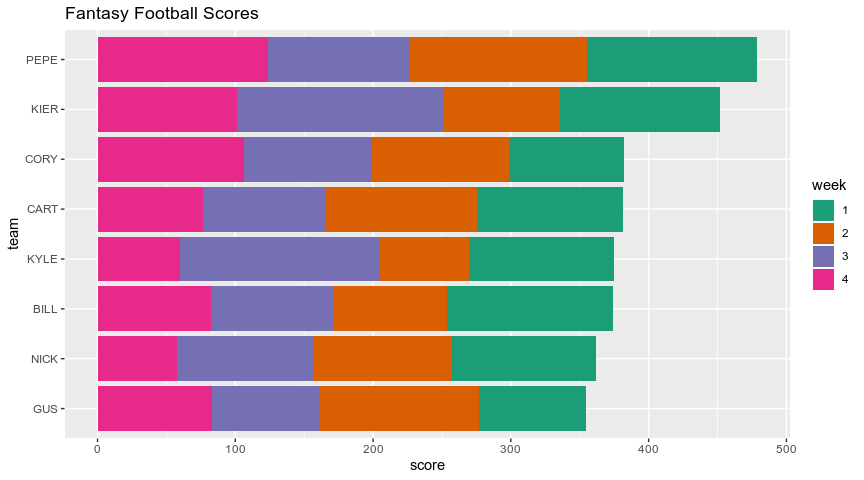 Fantasy Football Scores
PEPE
KIER
CORY
CART
KYLE
BILL
NICK
GUS
team
0 100 200 300 400 500
score
week
1
2
3
4